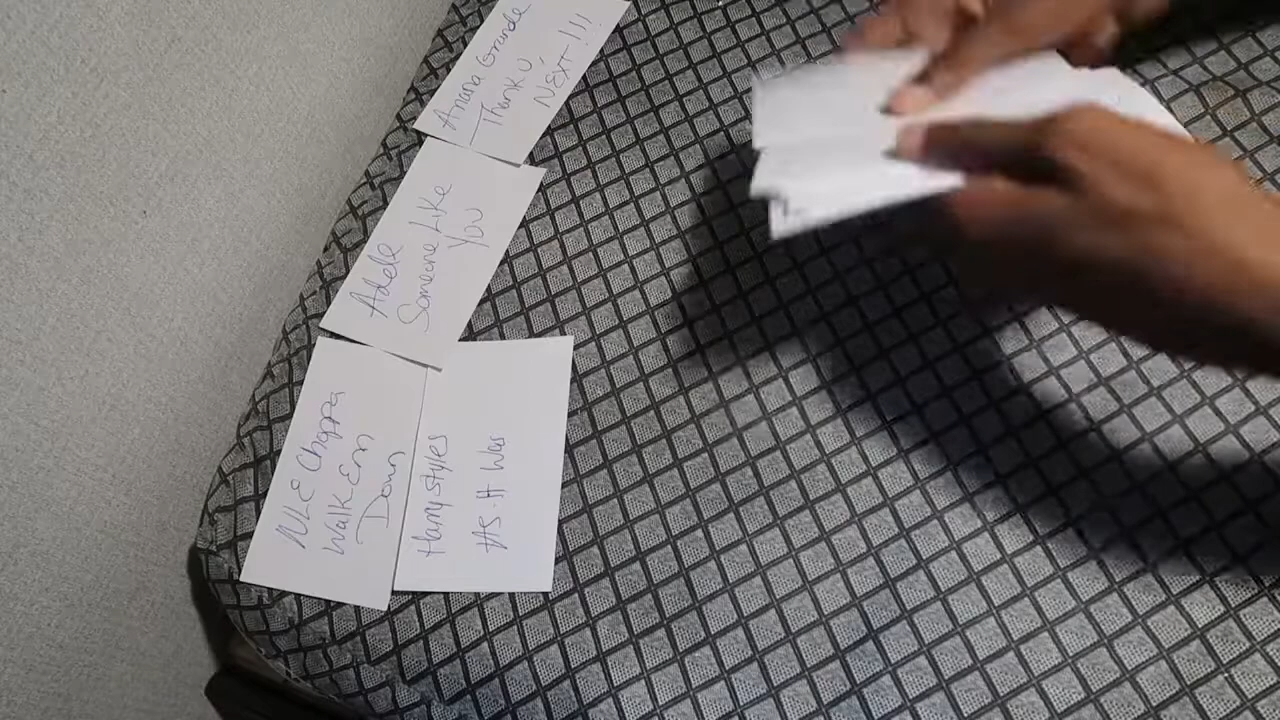 Ariana Grande
Thank U
NEXT!!!
Adele
Someone Like
You
NLE Choppa
Walk Em
Down
Harry Styles
As It Was